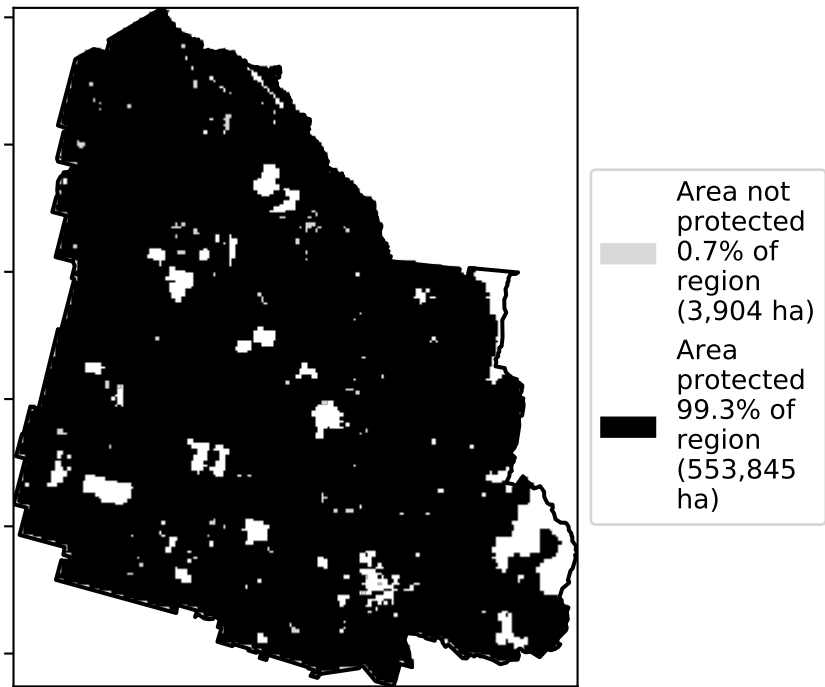 Area not
protected
0.7% of
region
(3,904 ha)
Area
protected
99.3% of
region
(553,845
ha)